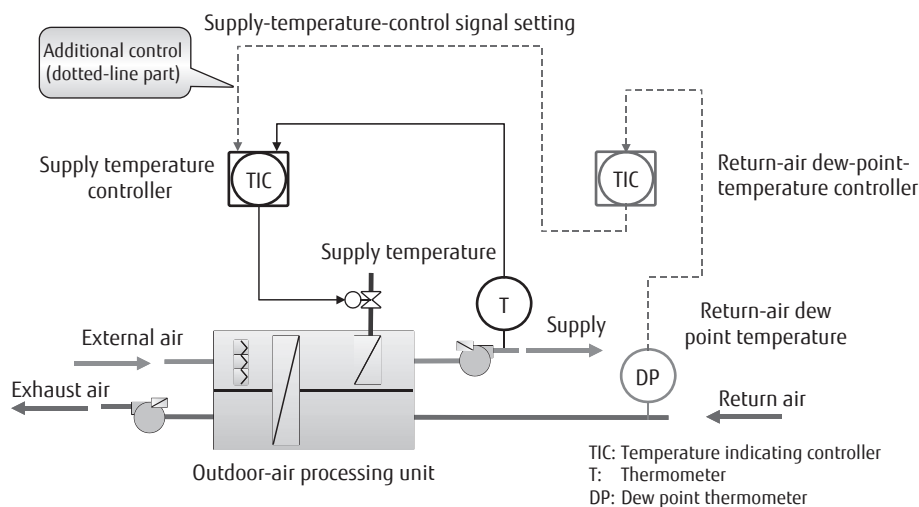 Supply-temperature-control signal setting
Additional control
(dotted-line part)
Supply temperature
controller
TIC
TIC
Return-air dew-point-
temperature controller
Supply temperature
T
Return-air dew
point temperature
External air
Supply
DP
Exhaust air
Return air
Outdoor-air processing unit
TIC: Temperature indicating controller
T: Thermometer
DP: Dew point thermometer